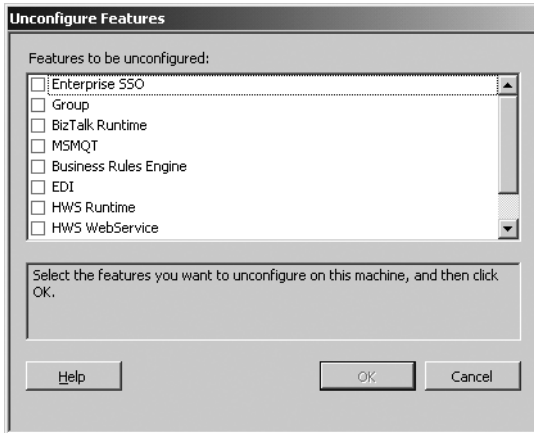 Unconfigure Features
Features to be unconfigured:
Enterprise SSO
Group
BizTalk Runtime
MSMQT
Business Rules Engine
EDI
HWS Runtime
HWS WebService
Select the features you want to unconfigure on this machine, and then click
OK.
Help OK Cancel